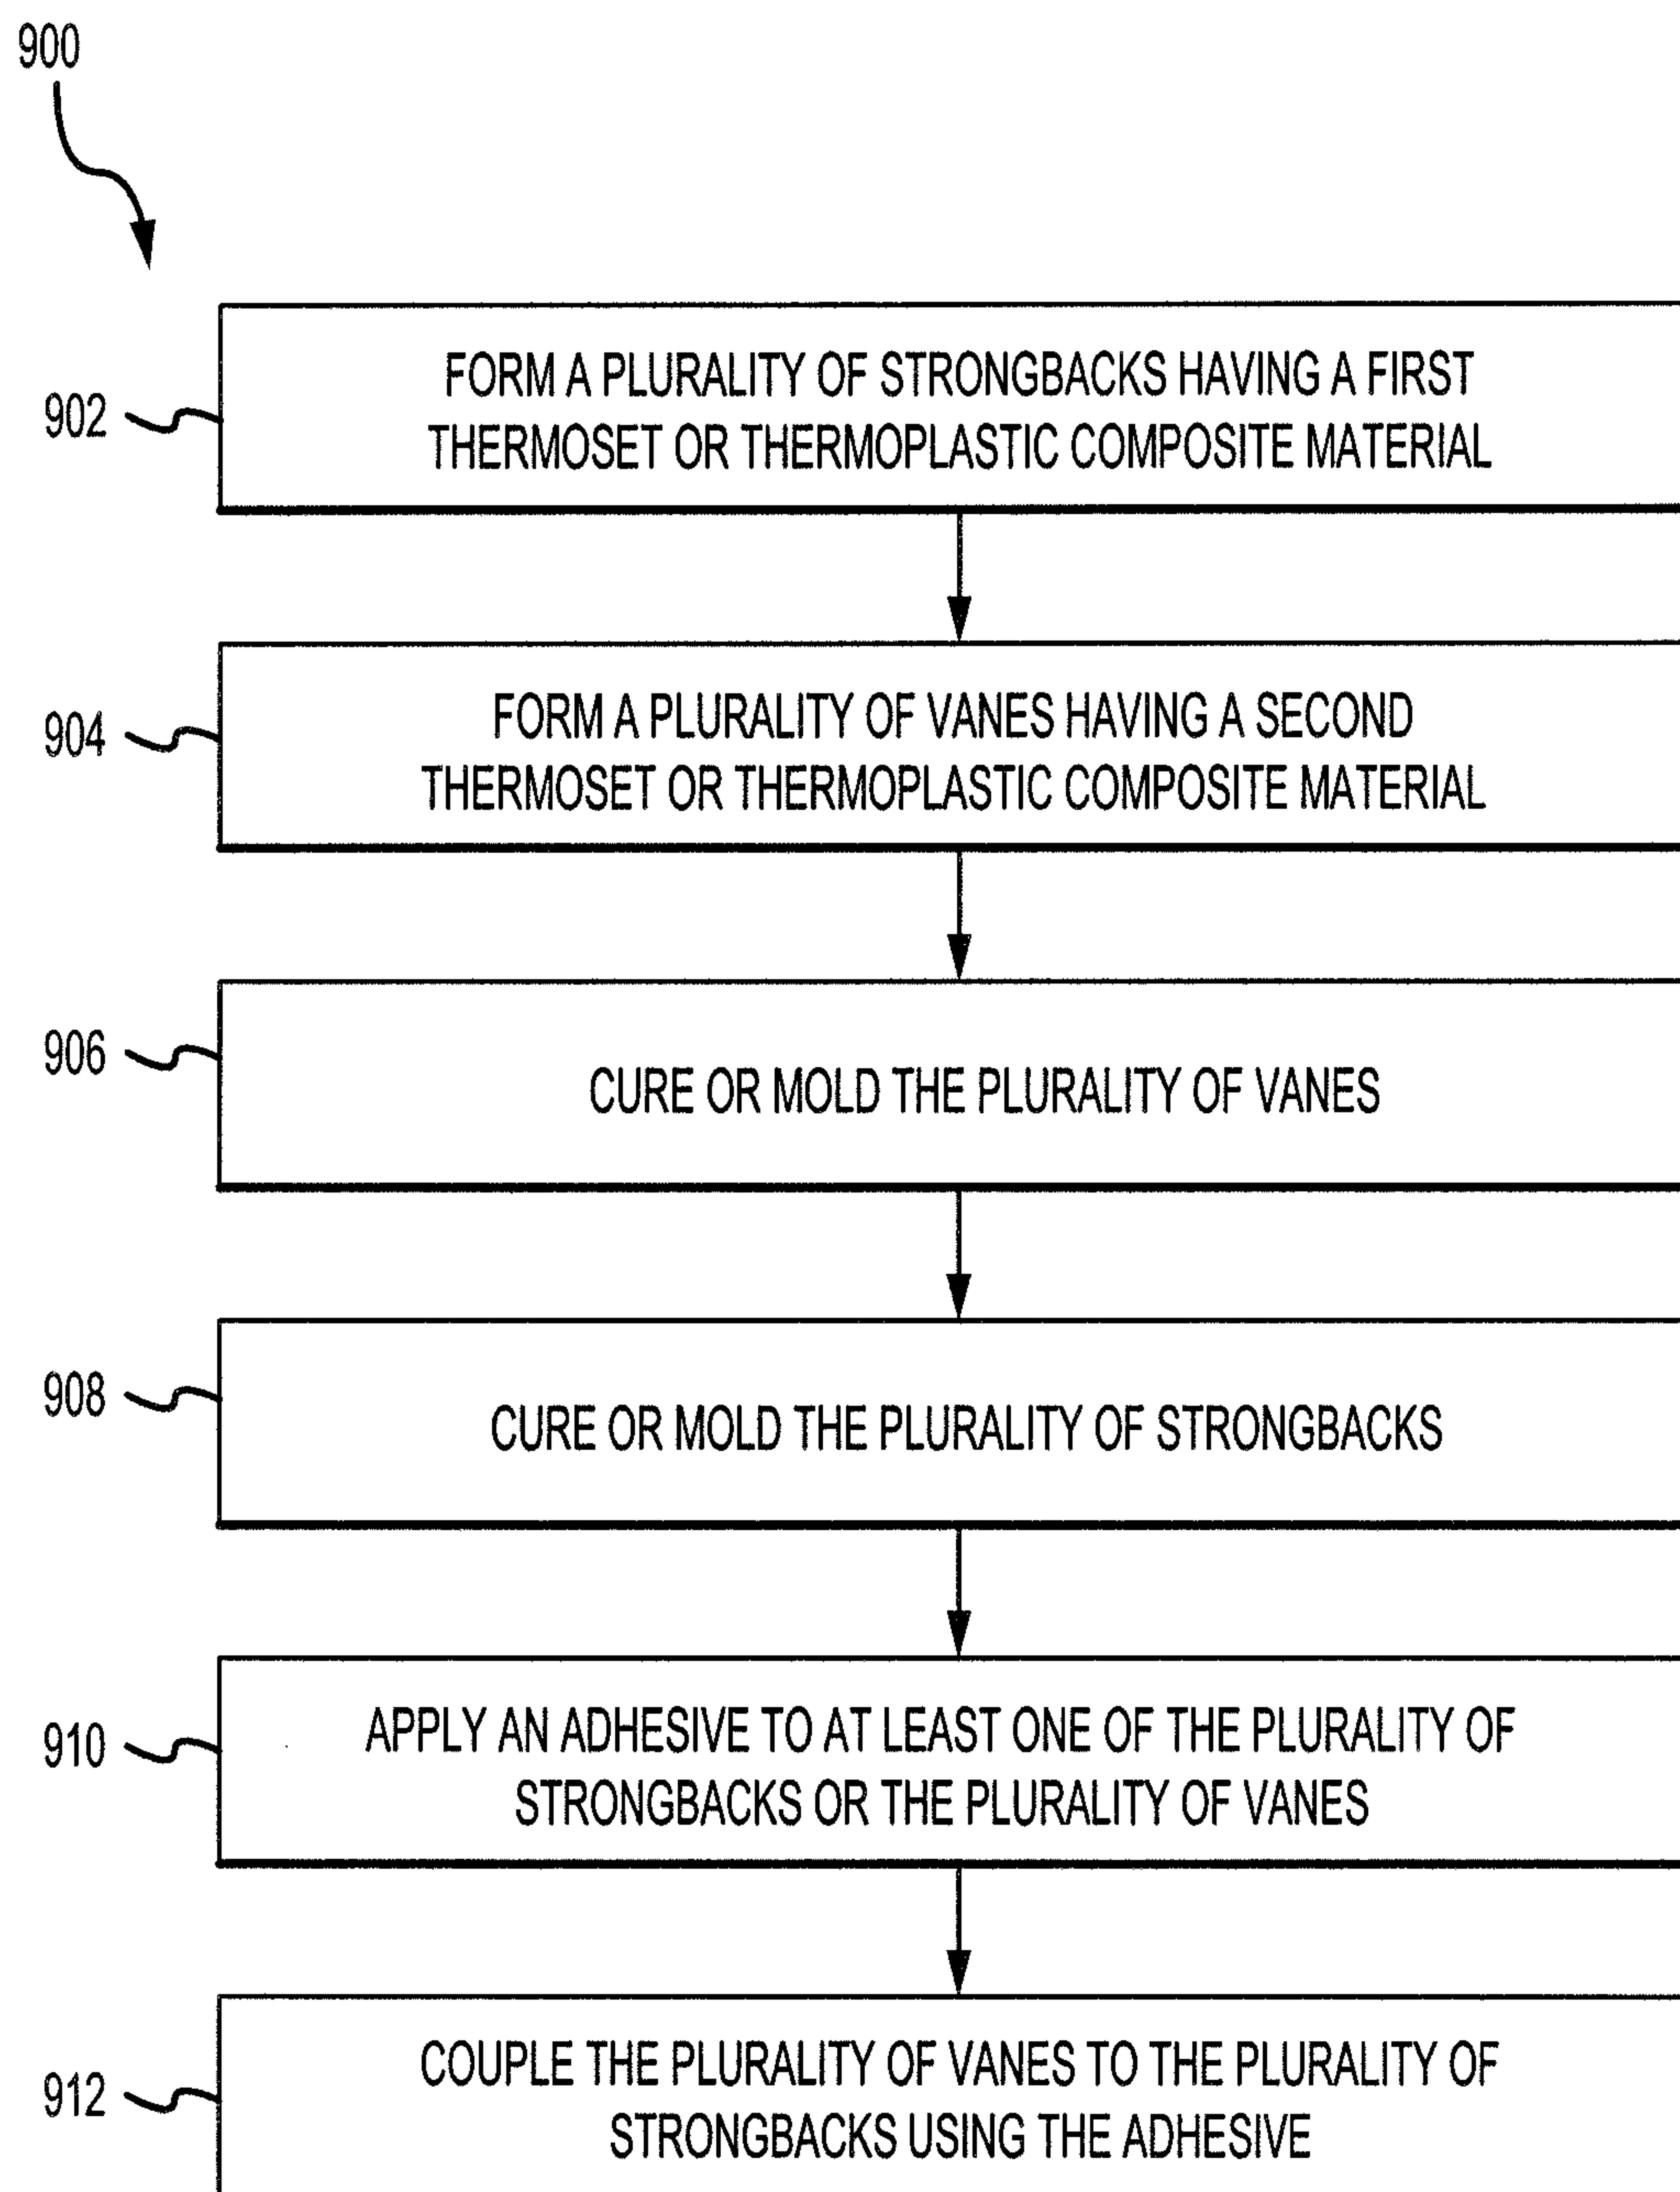 900
902
FORM A PLURALITY OF STRONGBACKS HAVING A FIRST
THERMOSET OR THERMOPLASTIC COMPOSITE MATERIAL
904
FORM A PLURALITY OF VANES HAVING A SECOND
THERMOSET OR THERMOPLASTIC COMPOSITE MATERIAL
906
CURE OR MOLD THE PLURALITY OF VANES
908
CURE OR MOLD THE PLURALITY OF STRONGBACKS
910
APPLY AN ADHESIVE TO AT LEAST ONE OF THE PLURALITY OF
STRONGBACKS OR THE PLURALITY OF VANES
912
COUPLE THE PLURALITY OF VANES TO THE PLURALITY OF
STRONGBACKS USING THE ADHESIVE